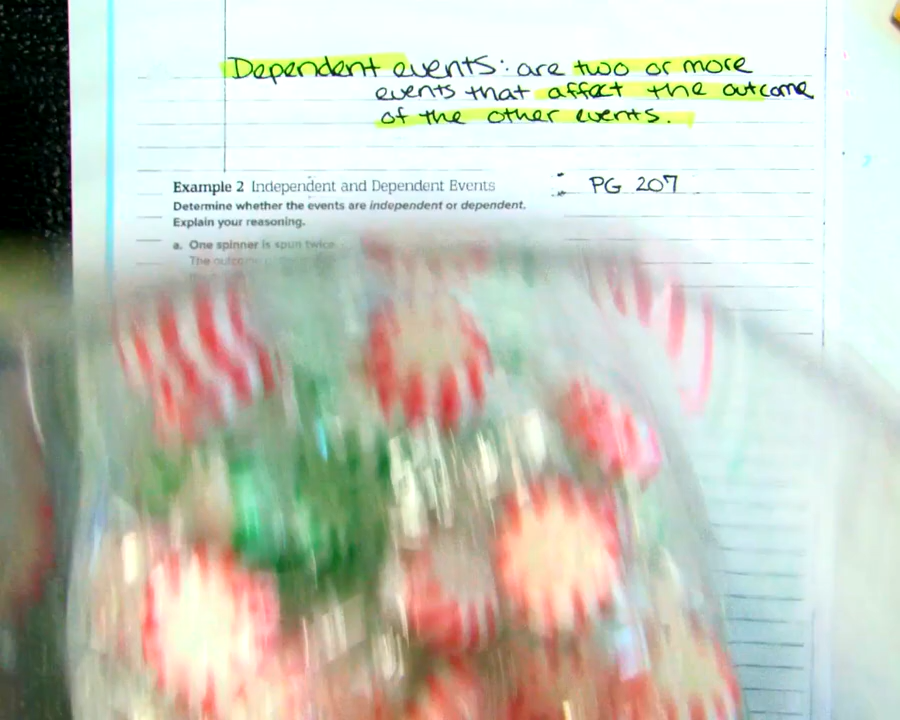 Dependent events: are two or more
events that affect the outcome
of the other events.
Example 2 Independent and Dependent Events
PG 207
Determine whether the events are independent or dependent.
Explain your reasoning.
a. One spinner is spun twice
The